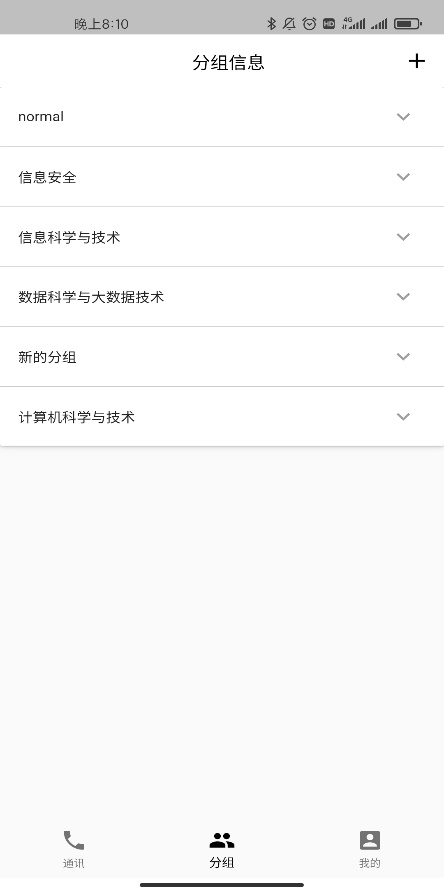 晚上8:10 HD 4G
分组信息
normal
信息安全
信息科学与技术
数据科学与大数据技术
新的分组
计算机科学与技术
通讯 分组 我的